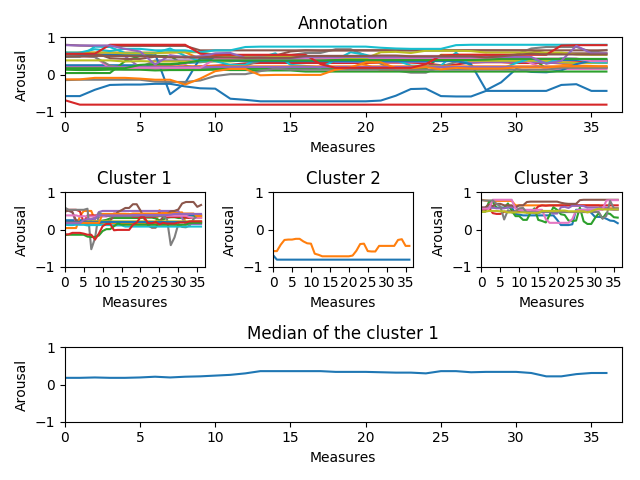 Annotation
1
0
−1
Arousal
0 5 10 15 20 25 30 35
Measures
Cluster 1 Cluster 2 Cluster 3
1 1 1
0 0 0
−1 −1 −1
Arousal Arousal Arousal
0 5 10 15 20 25 30 35 0 5 10 15 20 25 30 35 0 5 10 15 20 25 30 35
Measures Measures Measures
Median of the cluster 1
1
0
−1
Arousal
0 5 10 15 20 25 30 35
Measures